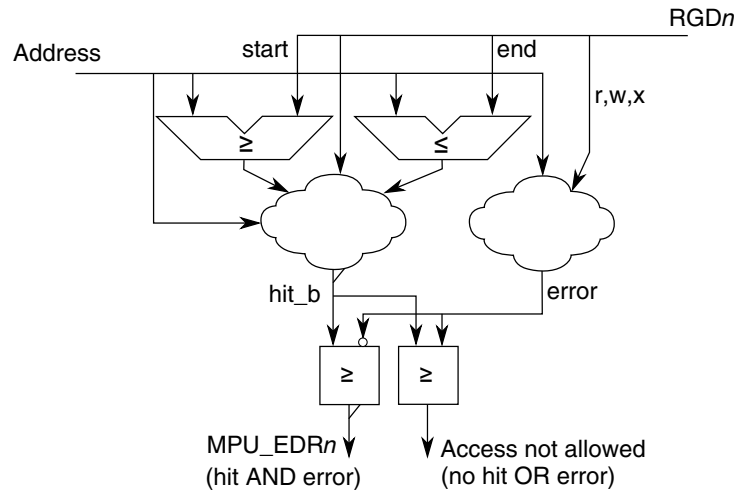 RGDn
Address
start
end
r,w,x
≥
≤
hit_b
error
≥
≥
MPU_EDRn
(hit AND error)
Access not allowed
(no hit OR error)